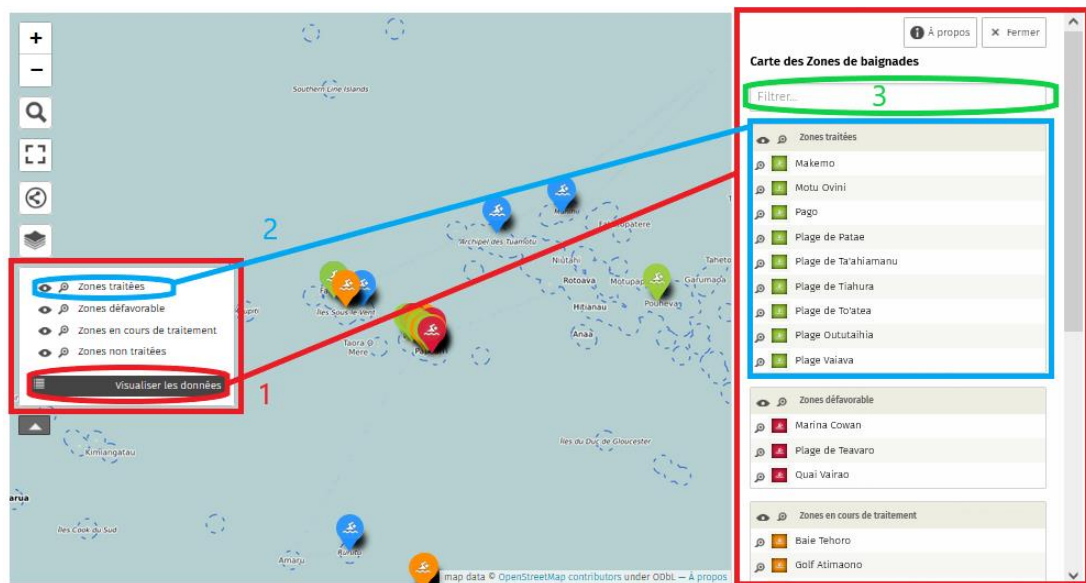 +
−
Zones traitées
Zones défavorable
Zones en cours de traitement
Zones non traitées
Visualiser les données
1
2
3
Southern Line Islands
Archipel des Tuamotu
Niutahi
Rotoava
Hitianau
Anaa
Taheto
Garumaoa
Pouheva
Îles Sous-le-Vent
Taora O
Mere
Kimiangatau
Îles du Duc de Gloucester
Îles Cook du Sud
Amaru
Rurutu
map data © OpenStreetMap contributors under ODbL — À propos
À propos
× Fermer
Carte des Zones de baignades
Filtrer...
Zones traitées
Makemo
Motu Ovini
Pago
Plage de Patae
Plage de Ta'ahiamanu
Plage de Tiahura
Plage de To'atea
Plage Oututaihia
Plage Vaiava
Zones défavorable
Marina Cowan
Plage de Teavaro
Quai Vairao
Zones en cours de traitement
Baie Tehoro
Golf Atimaono